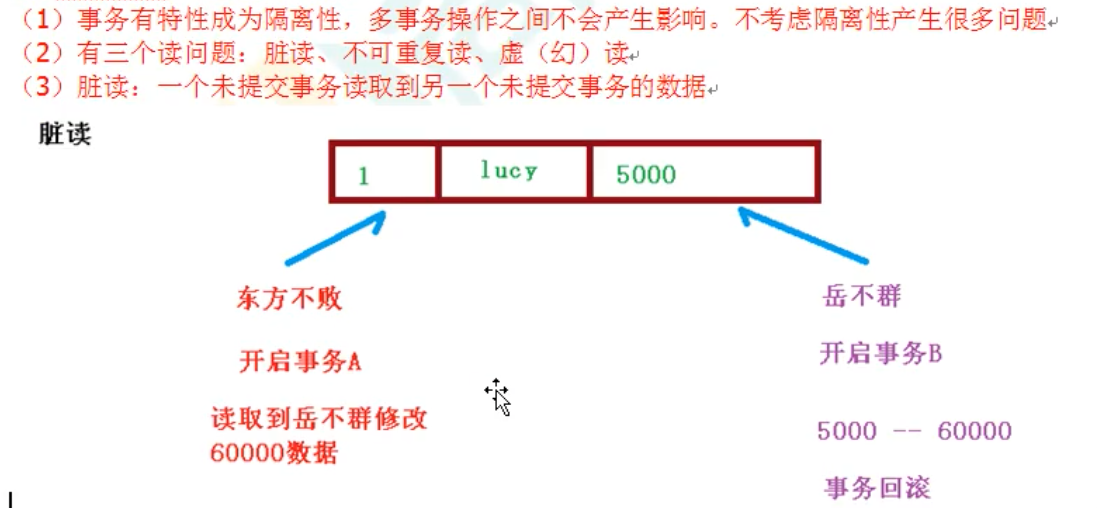 （1）事务有特性成为隔离性，多事务操作之间不会产生影响。不考虑隔离性产生很多问题
（2）有三个读问题：脏读、不可重复读、虚（幻）读
（3）脏读：一个未提交事务读取到另一个未提交事务的数据
脏读
1 lucy 5000
东方不败
岳不群
开启事务A
开启事务B
读取到岳不群修改
60000数据
5000 -- 60000
事务回滚